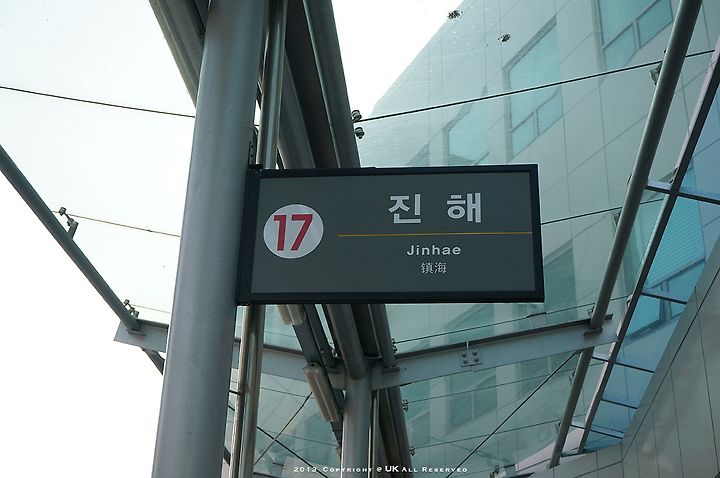 17
진해
Jinhae
镇海
2013 COPYRIGHT @ UK ALL RESERVED